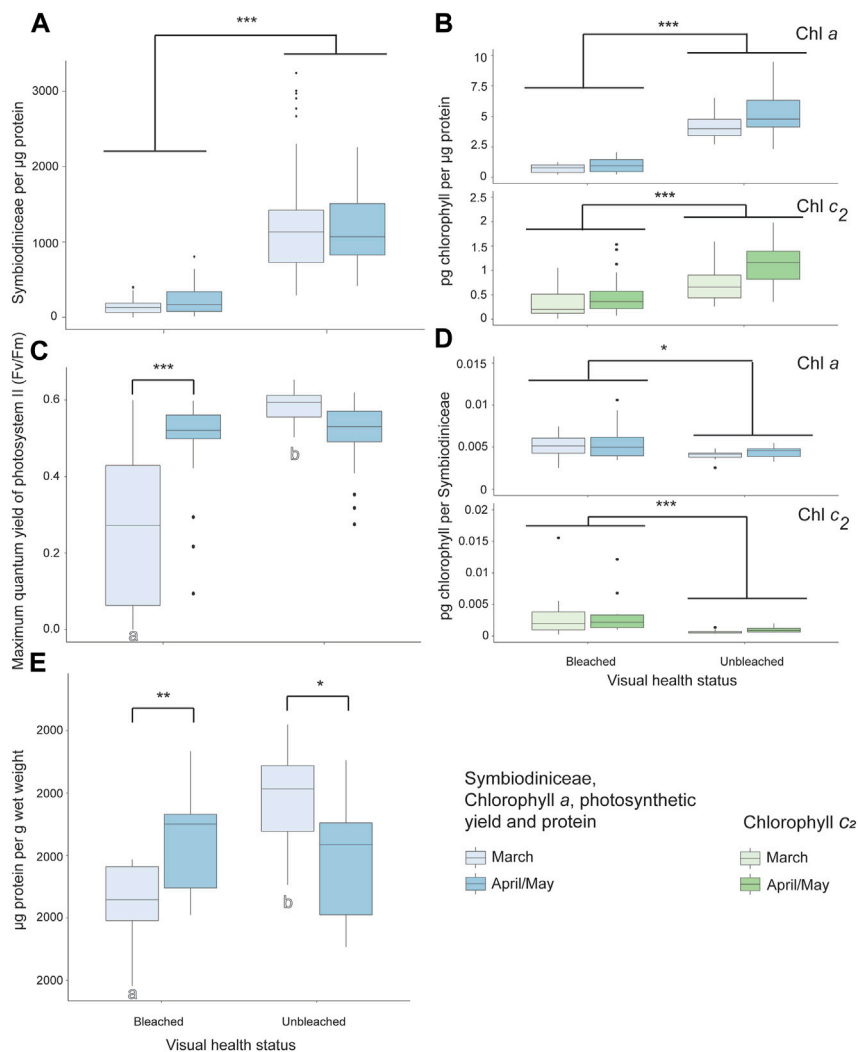 A
***
Symbiodiniceae per µg protein
3000
2000
1000
0
B
***
Chl a
pg chlorophyll per µg protein
10
7.5
5
2.5
0
***
Chl c2
2.5
2
1.5
1
0.5
0
C
***
Maximum quantum yield of photosystem II (Fv/Fm)
0.6
0.4
0.2
0.0
a
b
D
*
Chl a
pg chlorophyll per Symbiodiniceae
0.015
0.01
0.005
0
***
Chl c2
0.02
0.015
0.01
0.005
0
Bleached
Unbleached
Visual health status
E
**
*
µg protein per g wet weight
2000
2000
2000
2000
2000
a
b
Bleached
Unbleached
Visual health status
Symbiodiniceae,
Chlorophyll a, photosynthetic
yield and protein
March
April/May
Chlorophyll c2
March
April/May